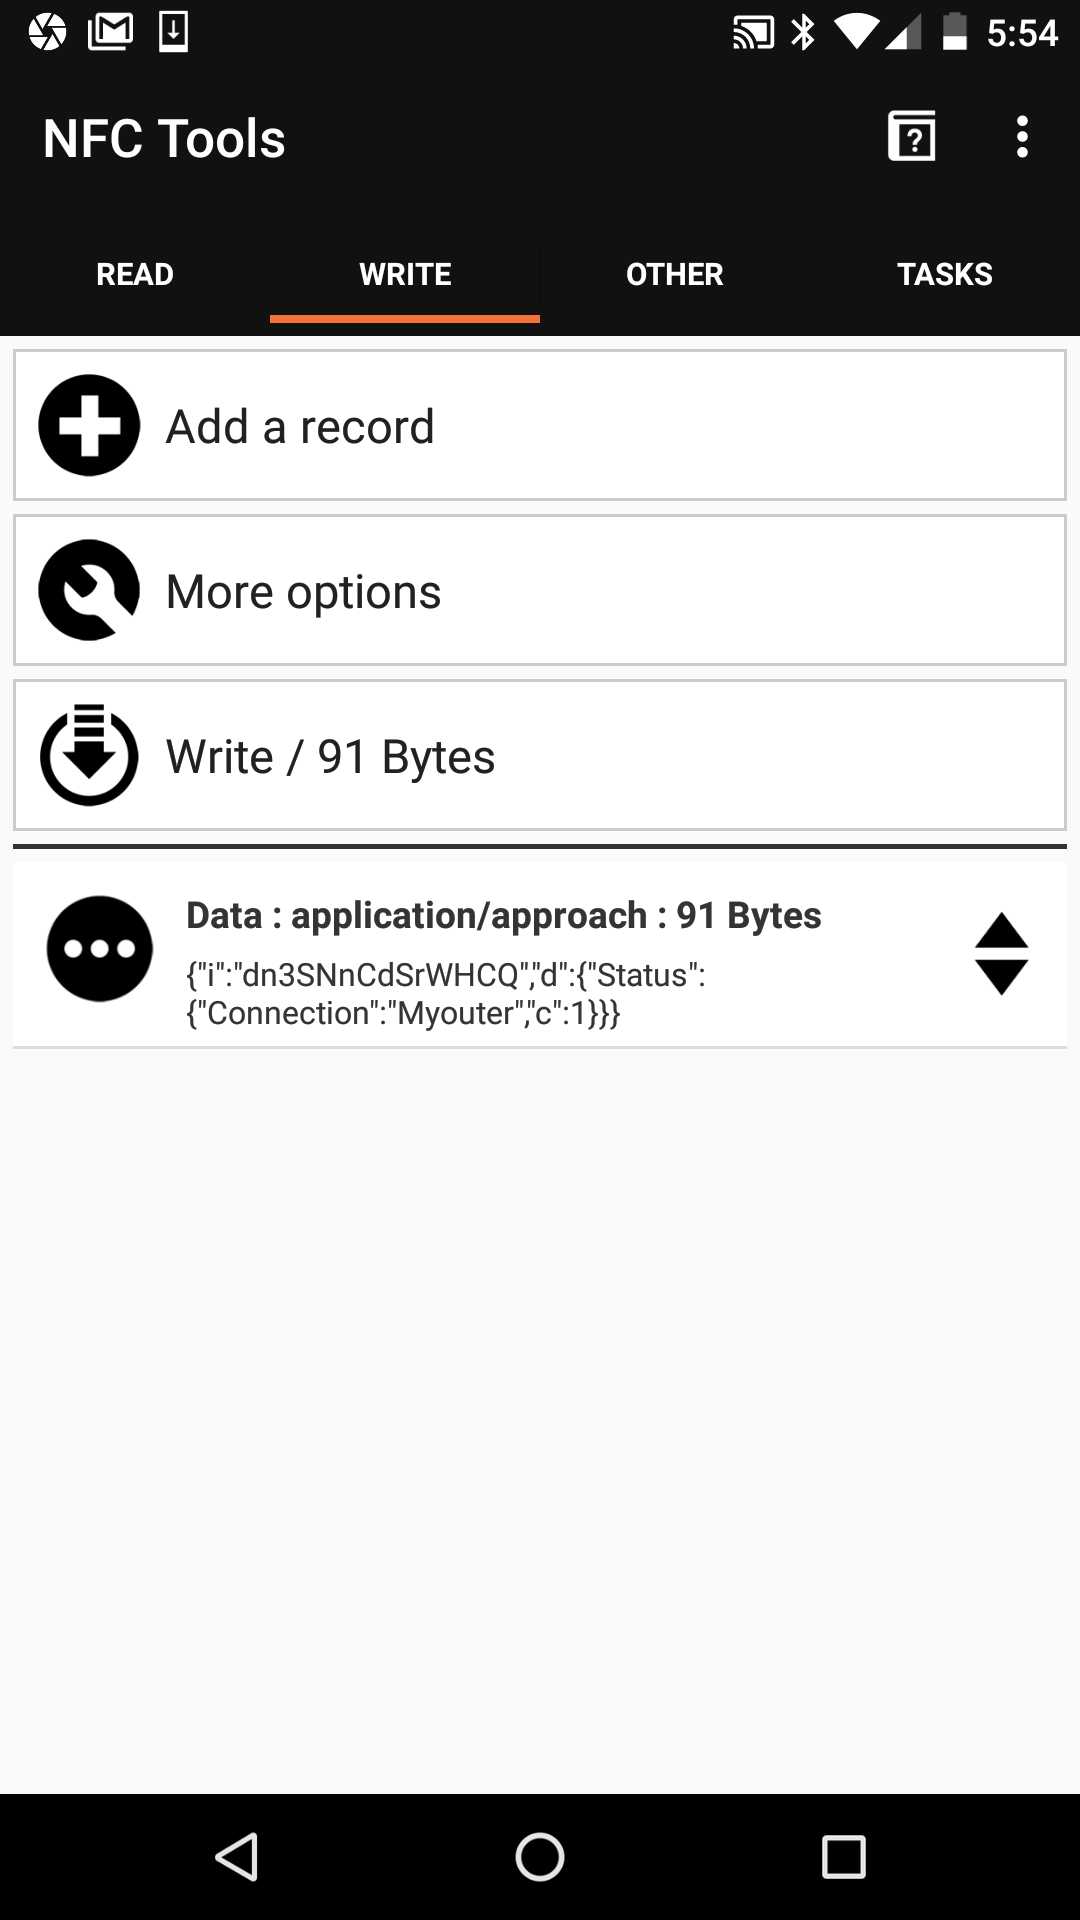 5:54
NFC Tools
READ WRITE OTHER TASKS
Add a record
More options
Write / 91 Bytes
Data : application/approach : 91 Bytes
{"i":"dn3SNnCdSrWHCQ","d":{"Status":
{"Connection":"Myouter","c":1}}}